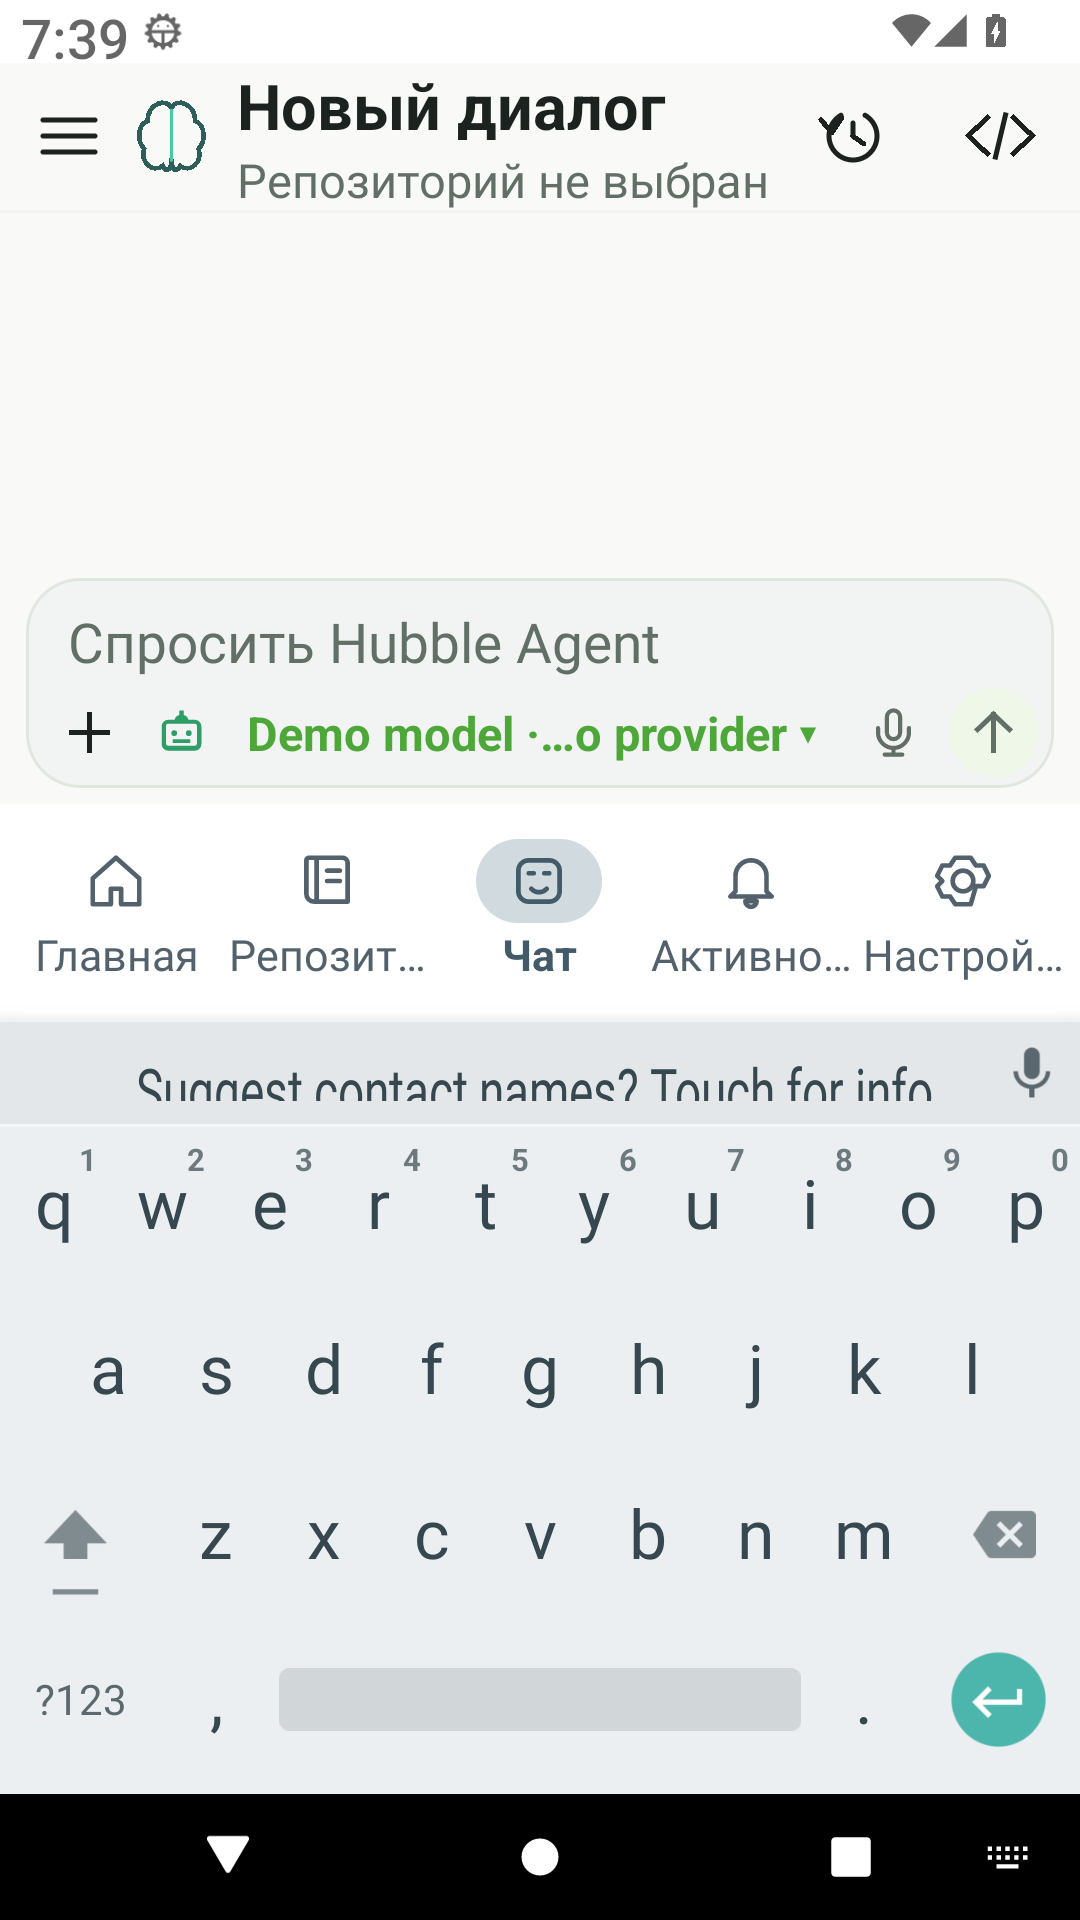 7:39
Новый диалог
Репозиторий не выбран
Спросить Hubble Agent
Demo model ·...o provider ▾
Главная Репозит... Чат Активно... Настрой...
Suggest contact names? Touch for info
1 2 3 4 5 6 7 8 9 0
q w e r t y u i o p
a s d f g h j k l
z x c v b n m
?123 , .